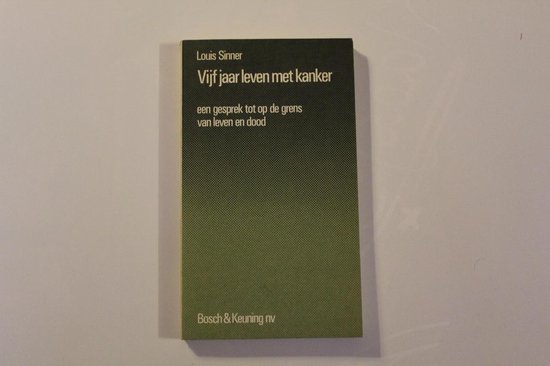 Louis Sinner
Vijf jaar leven met kanker
een gesprek tot op de grens
van leven en dood
Bosch & Keuning nv